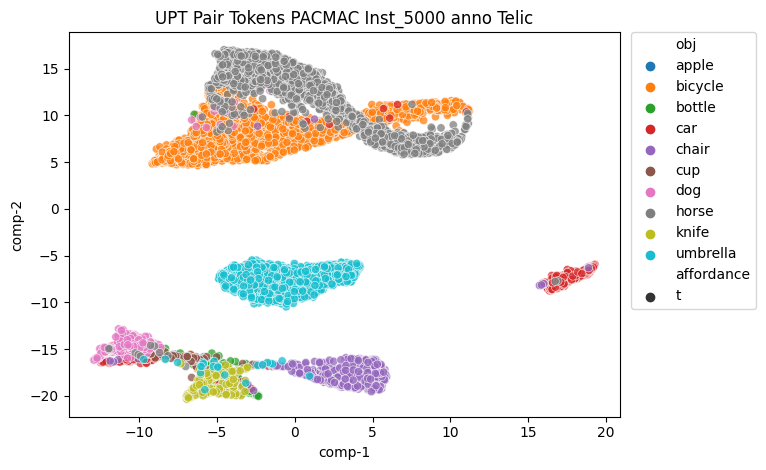 UPT Pair Tokens PACMAC Inst_5000 anno Telic
comp-2
15
10
5
0
−5
−10
−15
−20
−10
−5
0
5
10
15
20
comp-1
obj
apple
bicycle
bottle
car
chair
cup
dog
horse
knife
umbrella
affordance
t